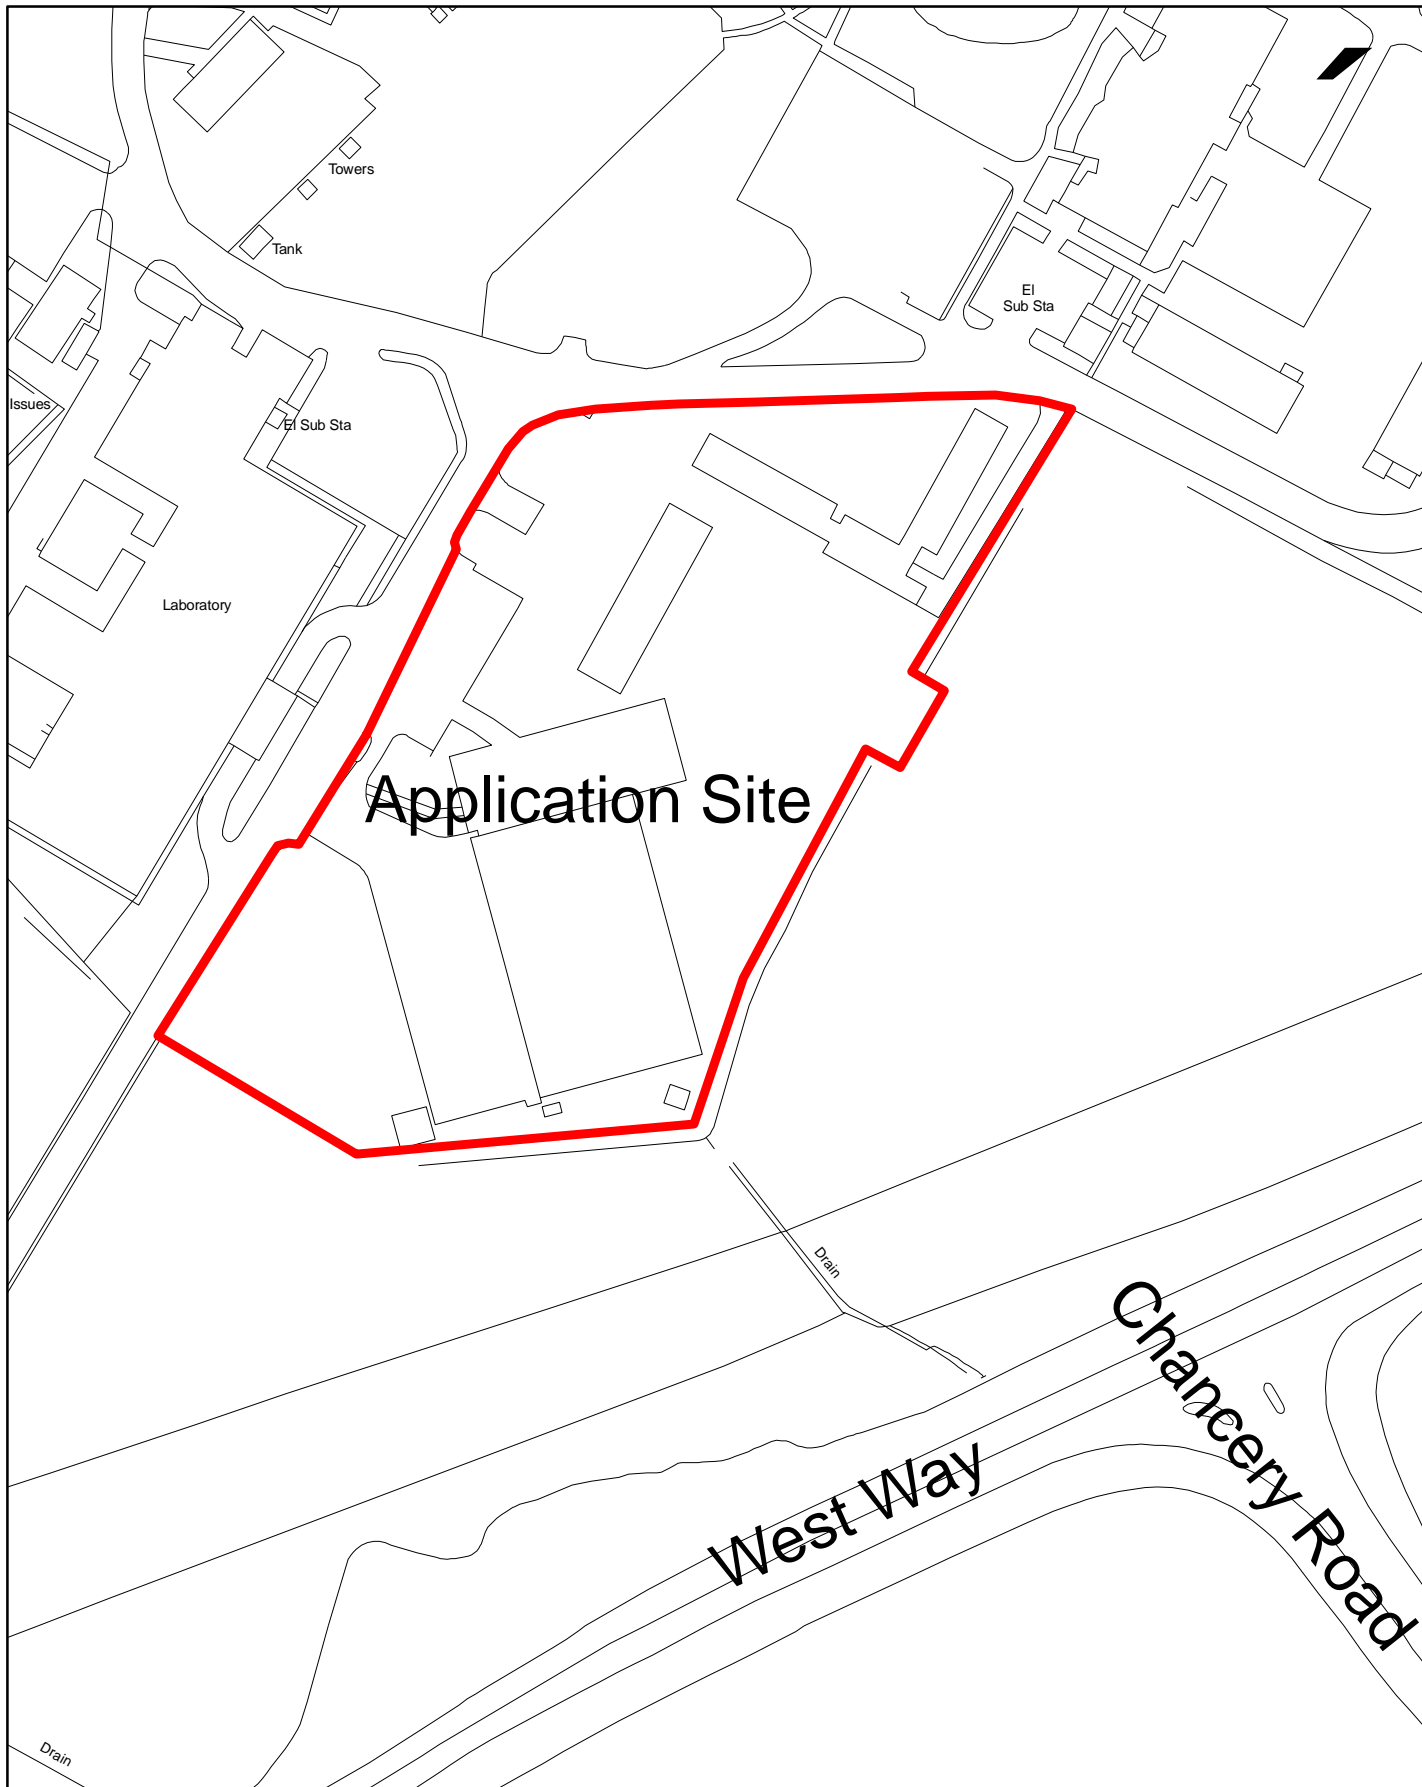 Towers
Tank
El
Sub Sta
Issues
El Sub Sta
Laboratory
Application Site
Drain
Chancery Road
West Way
Drain